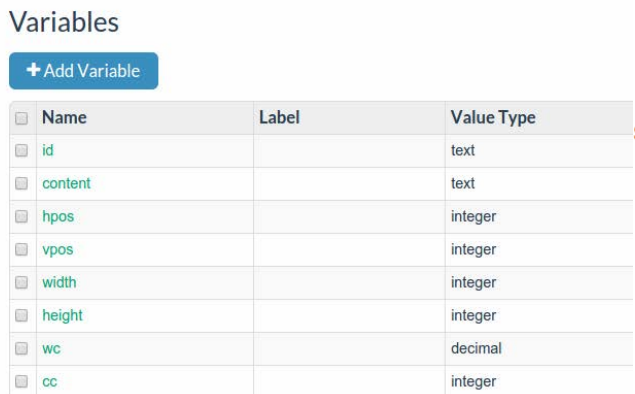 Variables
+ Add Variable
Name Label Value Type
id text
content text
hpos integer
vpos integer
width integer
height integer
wc decimal
cc integer